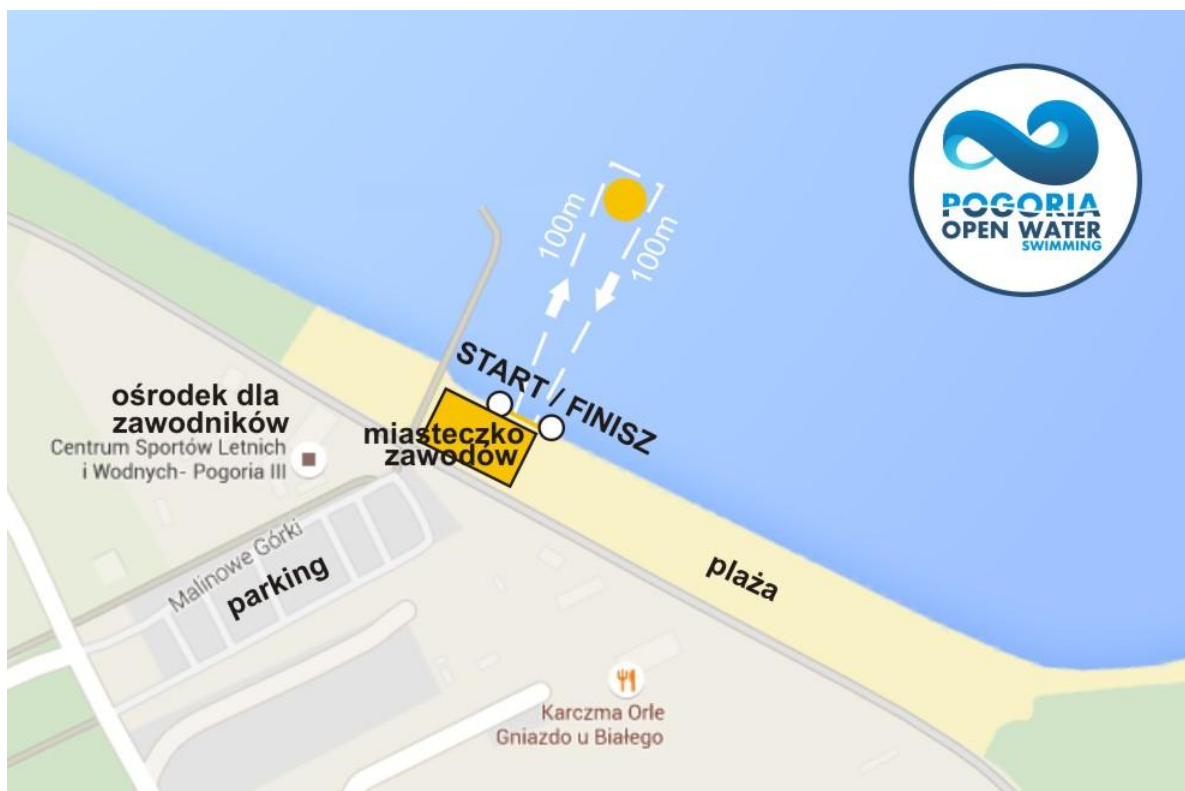 POGORIA
OPEN WATER
SWIMMING
100m
100m
START / FINISZ
ośrodek dla
zawodników
Centrum Sportów Letnich
i Wodnych- Pogoria III
miasteczko
zawodów
Malinowe Górki
parking
plaża
Karczma Orle
Gniazdo u Białego